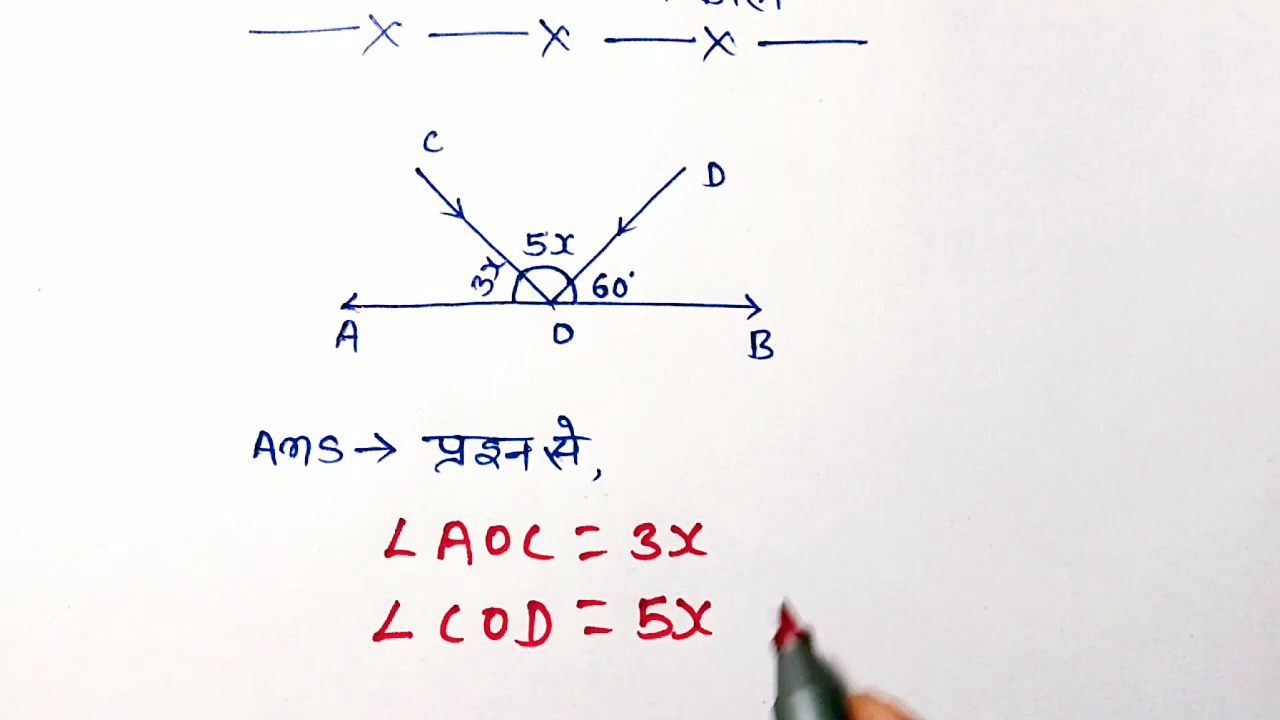 — X — X — X —
C
D
5x
3x
60°
A
O
B
Ans → प्रश्न से,
∠AOC = 3x
∠COD = 5x